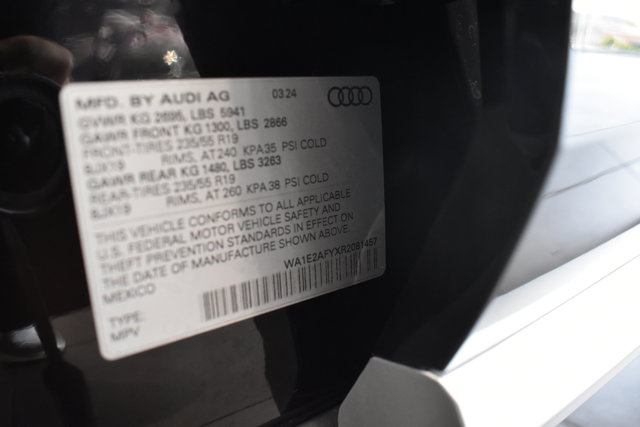 MFD. BY AUDI AG 03 24
GVWR KG 2695, LBS 5941
GAWR FRONT KG 1300, LBS 2866
FRONT-TIRES 235/55 R19
8JX19 RIMS, AT 240 KPA35 PSI COLD
GAWR REAR KG 1480, LBS 3263
REAR-TIRES 235/55 R19
8JX19 RIMS, AT 260 KPA38 PSI COLD
THIS VEHICLE CONFORMS TO ALL APPLICABLE
U.S. FEDERAL MOTOR VEHICLE SAFETY AND
THEFT PREVENTION STANDARDS IN EFFECT ON
THE DATE OF MANUFACTURE SHOWN ABOVE.
MEXICO WA1E2AFYXR2081457
TYPE:
MPV